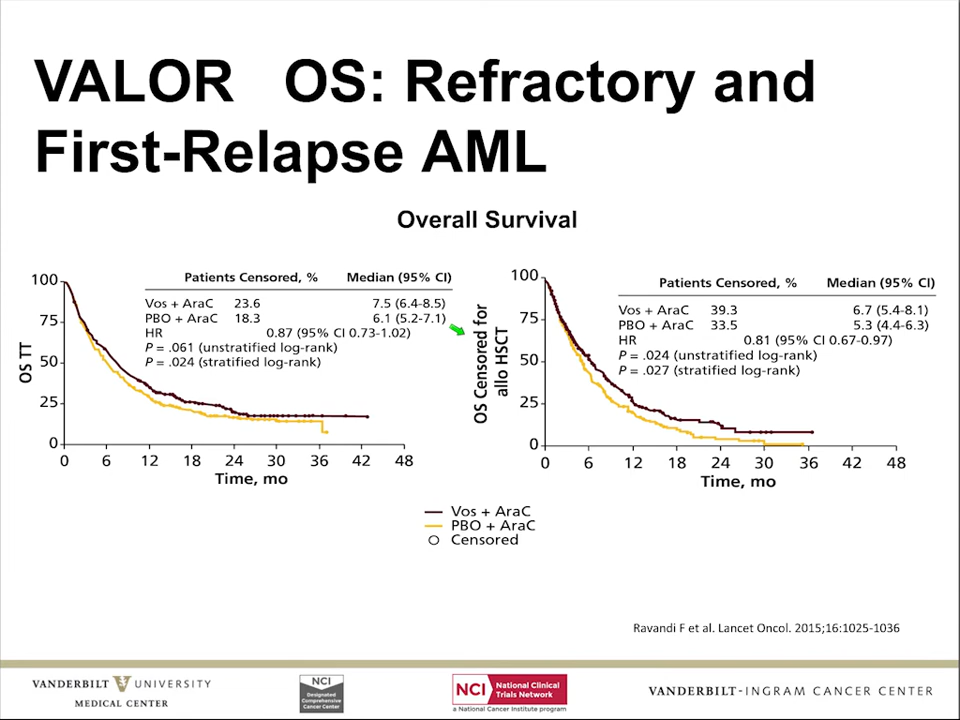 VALOR OS: Refractory and
First-Relapse AML
Overall Survival
OS TT
100
75
50
25
0
0 6 12 18 24 30 36 42 48
Time, mo
Patients Censored, % Median (95% CI)
Vos + AraC 23.6 7.5 (6.4-8.5)
PBO + AraC 18.3 6.1 (5.2-7.1)
HR 0.87 (95% CI 0.73-1.02)
P = .061 (unstratified log-rank)
P = .024 (stratified log-rank)
OS Censored for
allo HSCT
100
75
50
25
0
0 6 12 18 24 30 36 42 48
Time, mo
Patients Censored, % Median (95% CI)
Vos + AraC 39.3 6.7 (5.4-8.1)
PBO + AraC 33.5 5.3 (4.4-6.3)
HR 0.81 (95% CI 0.67-0.97)
P = .024 (unstratified log-rank)
P = .027 (stratified log-rank)
Vos + AraC
PBO + AraC
Censored
Ravandi F et al. Lancet Oncol. 2015;16:1025-1036
VANDERBILT UNIVERSITY
MEDICAL CENTER
NCI
Designated
Comprehensive
Cancer Center
NCI National Clinical
Trials Network
a National Cancer Institute program
VANDERBILT-INGRAM CANCER CENTER